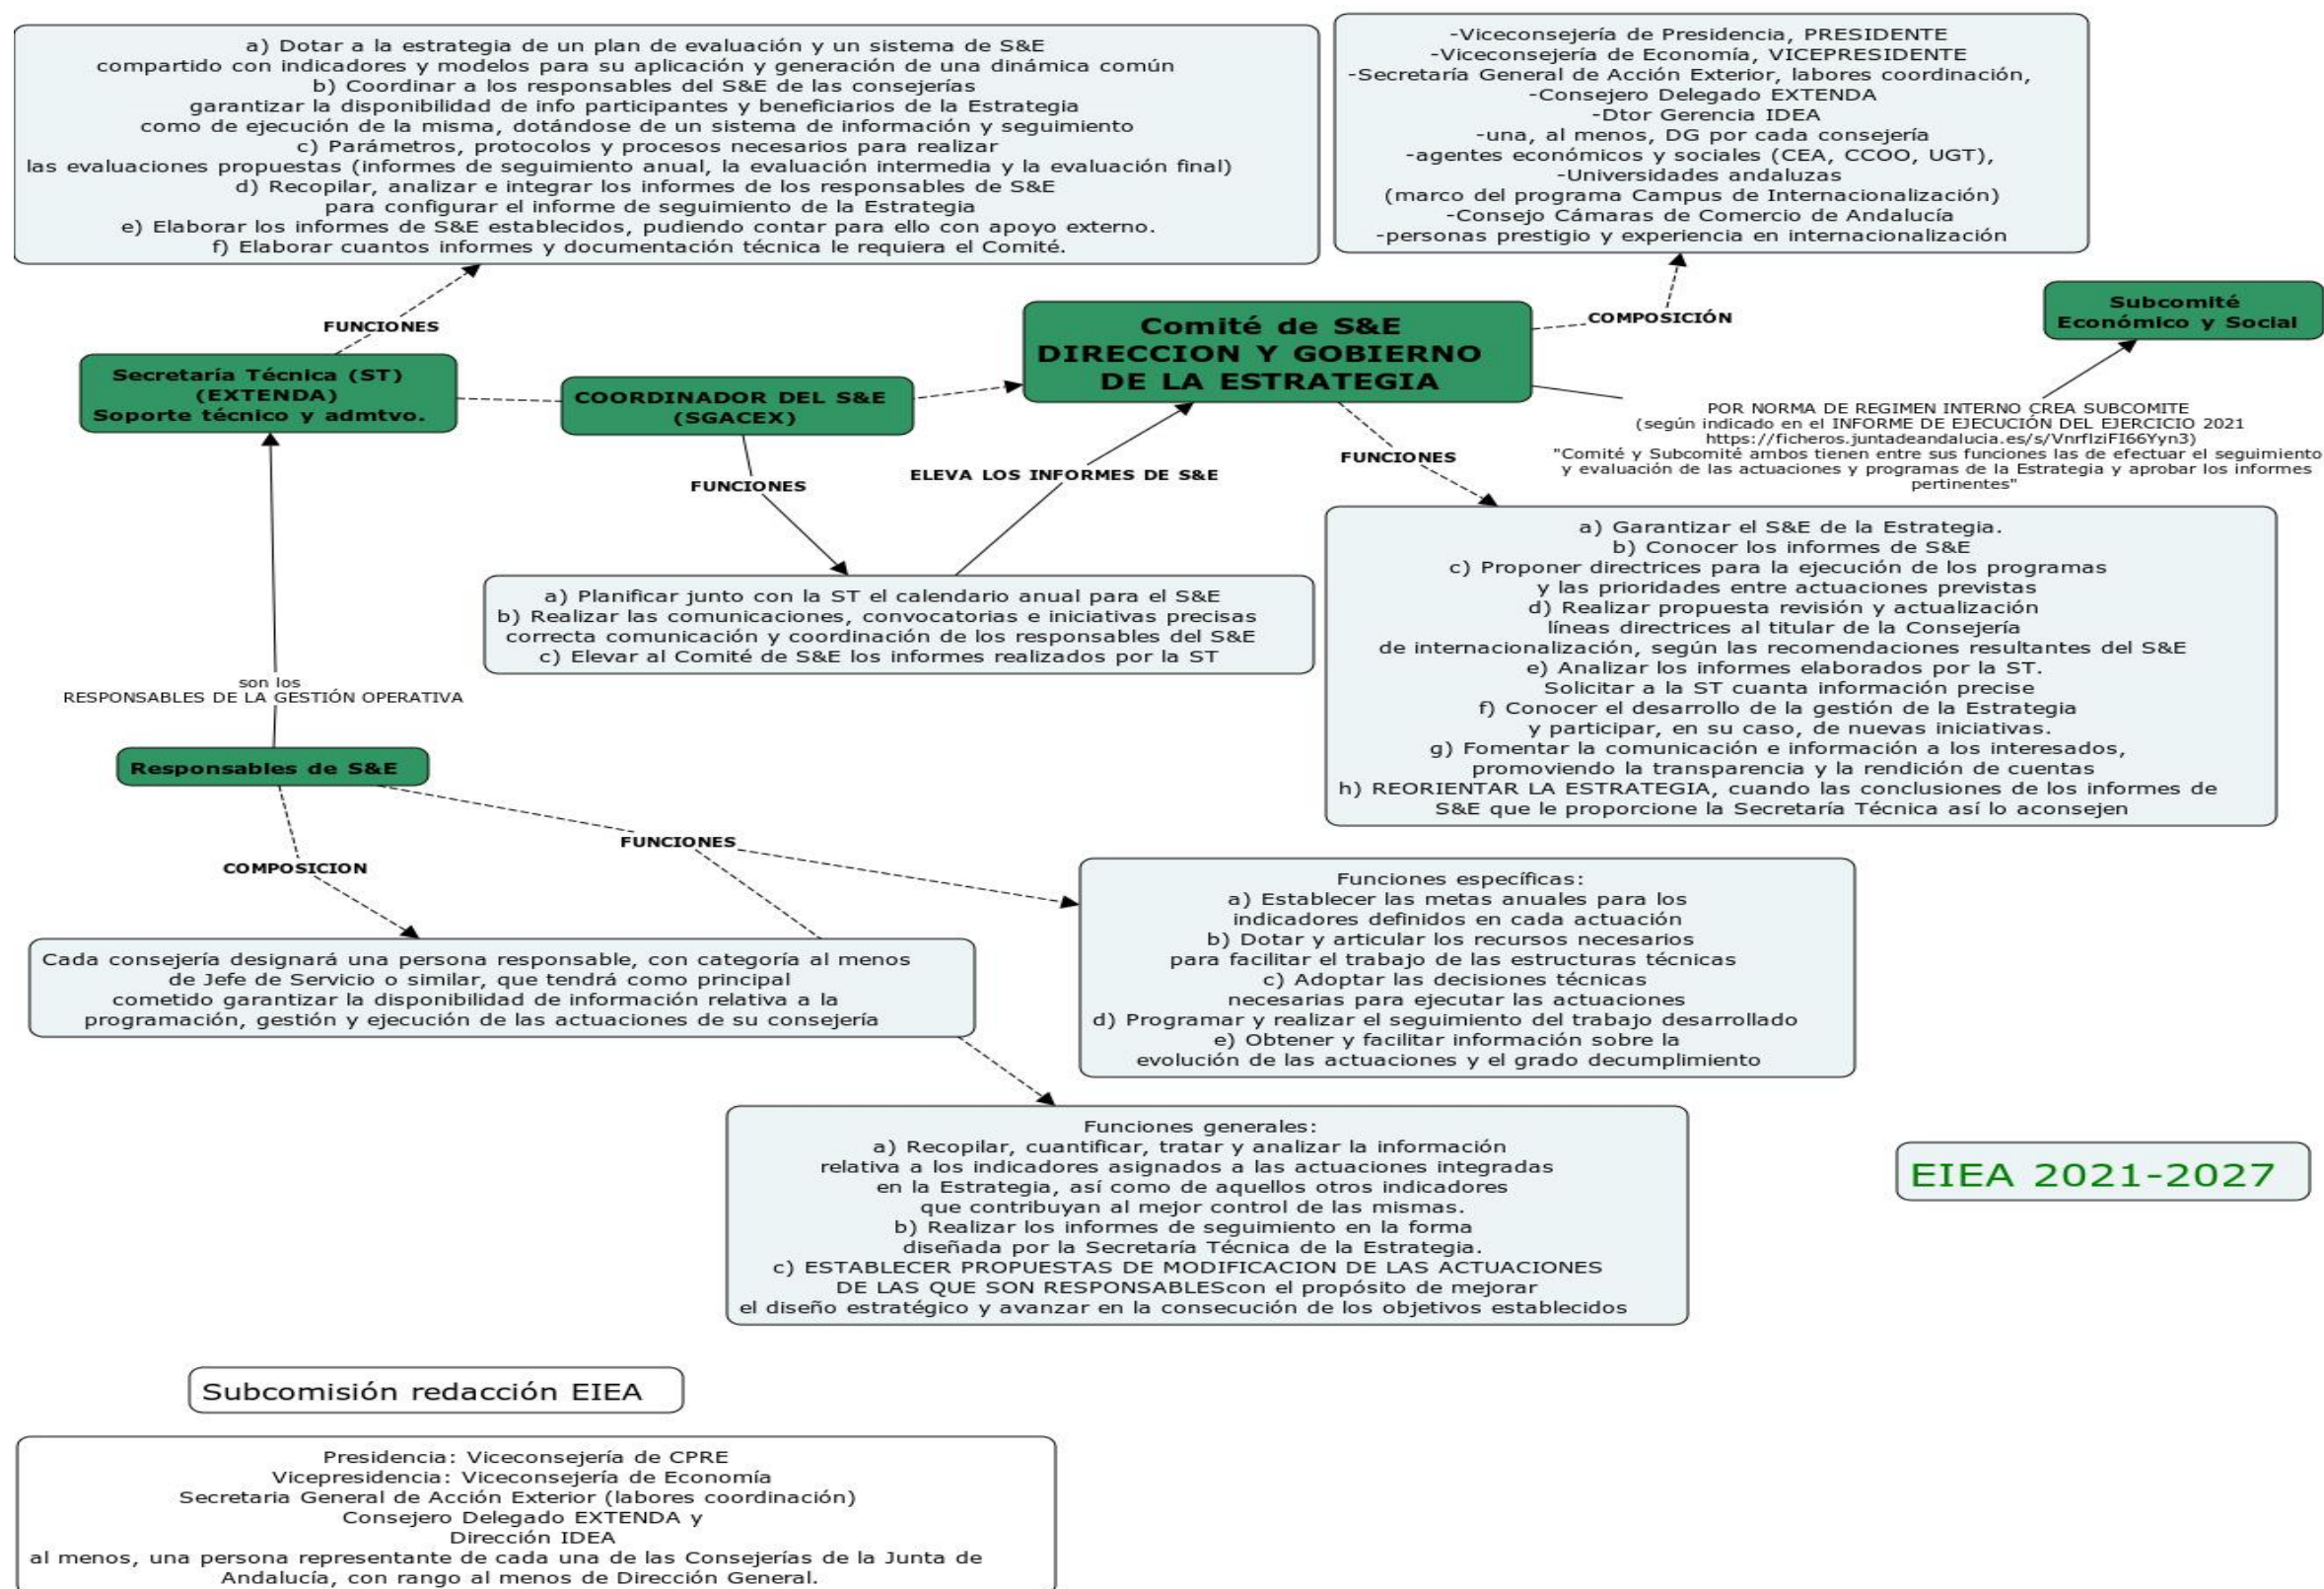 a) Dotar a la estrategia de un plan de evaluación y un sistema de S&E
compartido con indicadores y modelos para su aplicación y generación de una dinámica común
b) Coordinar a los responsables del S&E de las consejerías
garantizar la disponibilidad de info participantes y beneficiarios de la Estrategia
como de ejecución de la misma, dotándose de un sistema de información y seguimiento
c) Parámetros, protocolos y procesos necesarios para realizar
las evaluaciones propuestas (informes de seguimiento anual, la evaluación intermedia y la evaluación final)
d) Recopilar, analizar e integrar los informes de los responsables de S&E
para configurar el informe de seguimiento de la Estrategia
e) Elaborar los informes de S&E establecidos, pudiendo contar para ello con apoyo externo.
f) Elaborar cuantos informes y documentación técnica le requiera el Comité.
-Viceconsejería de Presidencia, PRESIDENTE
-Viceconsejería de Economía, VICEPRESIDENTE
-Secretaría General de Acción Exterior, labores coordinación,
-Consejero Delegado EXTENDA
-Dtor Gerencia IDEA
-una, al menos, DG por cada consejería
-agentes económicos y sociales (CEA, CCOO, UGT),
-Universidades andaluzas
(marco del programa Campus de Internacionalización)
-Consejo Cámaras de Comercio de Andalucía
-personas prestigio y experiencia en internacionalización
FUNCIONES
COMPOSICIÓN
Subcomité
Económico y Social
Secretaría Técnica (ST)
(EXTENDA)
Soporte técnico y admtvo.
COORDINADOR DEL S&E
(SGACEX)
Comité de S&E
DIRECCION Y GOBIERNO
DE LA ESTRATEGIA
POR NORMA DE REGIMEN INTERNO CREA SUBCOMITE
(según indicado en el INFORME DE EJECUCIÓN DEL EJERCICIO 2021
https://ficheros.juntadeandalucia.es/s/VnrfIziFI66Yyn3)
"Comité y Subcomité ambos tienen entre sus funciones las de efectuar el seguimiento
y evaluación de las actuaciones y programas de la Estrategia y aprobar los informes
pertinentes"
FUNCIONES
ELEVA LOS INFORMES DE S&E
FUNCIONES
a) Planificar junto con la ST el calendario anual para el S&E
b) Realizar las comunicaciones, convocatorias e iniciativas precisas
correcta comunicación y coordinación de los responsables del S&E
c) Elevar al Comité de S&E los informes realizados por la ST
a) Garantizar el S&E de la Estrategia.
b) Conocer los informes de S&E
c) Proponer directrices para la ejecución de los programas
y las prioridades entre actuaciones previstas
d) Realizar propuesta revisión y actualización
líneas directrices al titular de la Consejería
de internacionalización, según las recomendaciones resultantes del S&E
e) Analizar los informes elaborados por la ST.
Solicitar a la ST cuanta información precise
f) Conocer el desarrollo de la gestión de la Estrategia
y participar, en su caso, de nuevas iniciativas.
g) Fomentar la comunicación e información a los interesados,
promoviendo la transparencia y la rendición de cuentas
h) REORIENTAR LA ESTRATEGIA, cuando las conclusiones de los informes de
S&E que le proporcione la Secretaría Técnica así lo aconsejen
son los
RESPONSABLES DE LA GESTIÓN OPERATIVA
Responsables de S&E
FUNCIONES
COMPOSICION
Cada consejería designará una persona responsable, con categoría al menos
de Jefe de Servicio o similar, que tendrá como principal
cometido garantizar la disponibilidad de información relativa a la
programación, gestión y ejecución de las actuaciones de su consejería
Funciones específicas:
a) Establecer las metas anuales para los
indicadores definidos en cada actuación
b) Dotar y articular los recursos necesarios
para facilitar el trabajo de las estructuras técnicas
c) Adoptar las decisiones técnicas
necesarias para ejecutar las actuaciones
d) Programar y realizar el seguimiento del trabajo desarrollado
e) Obtener y facilitar información sobre la
evolución de las actuaciones y el grado decumplimiento
Funciones generales:
a) Recopilar, cuantificar, tratar y analizar la información
relativa a los indicadores asignados a las actuaciones integradas
en la Estrategia, así como de aquellos otros indicadores
que contribuyan al mejor control de las mismas.
b) Realizar los informes de seguimiento en la forma
diseñada por la Secretaría Técnica de la Estrategia.
c) ESTABLECER PROPUESTAS DE MODIFICACION DE LAS ACTUACIONES
DE LAS QUE SON RESPONSABLEScon el propósito de mejorar
el diseño estratégico y avanzar en la consecución de los objetivos establecidos
EIEA 2021-2027
Subcomisión redacción EIEA
Presidencia: Viceconsejería de CPRE
Vicepresidencia: Viceconsejería de Economía
Secretaria General de Acción Exterior (labores coordinación)
Consejero Delegado EXTENDA y
Dirección IDEA
al menos, una persona representante de cada una de las Consejerías de la Junta de
Andalucía, con rango al menos de Dirección General.